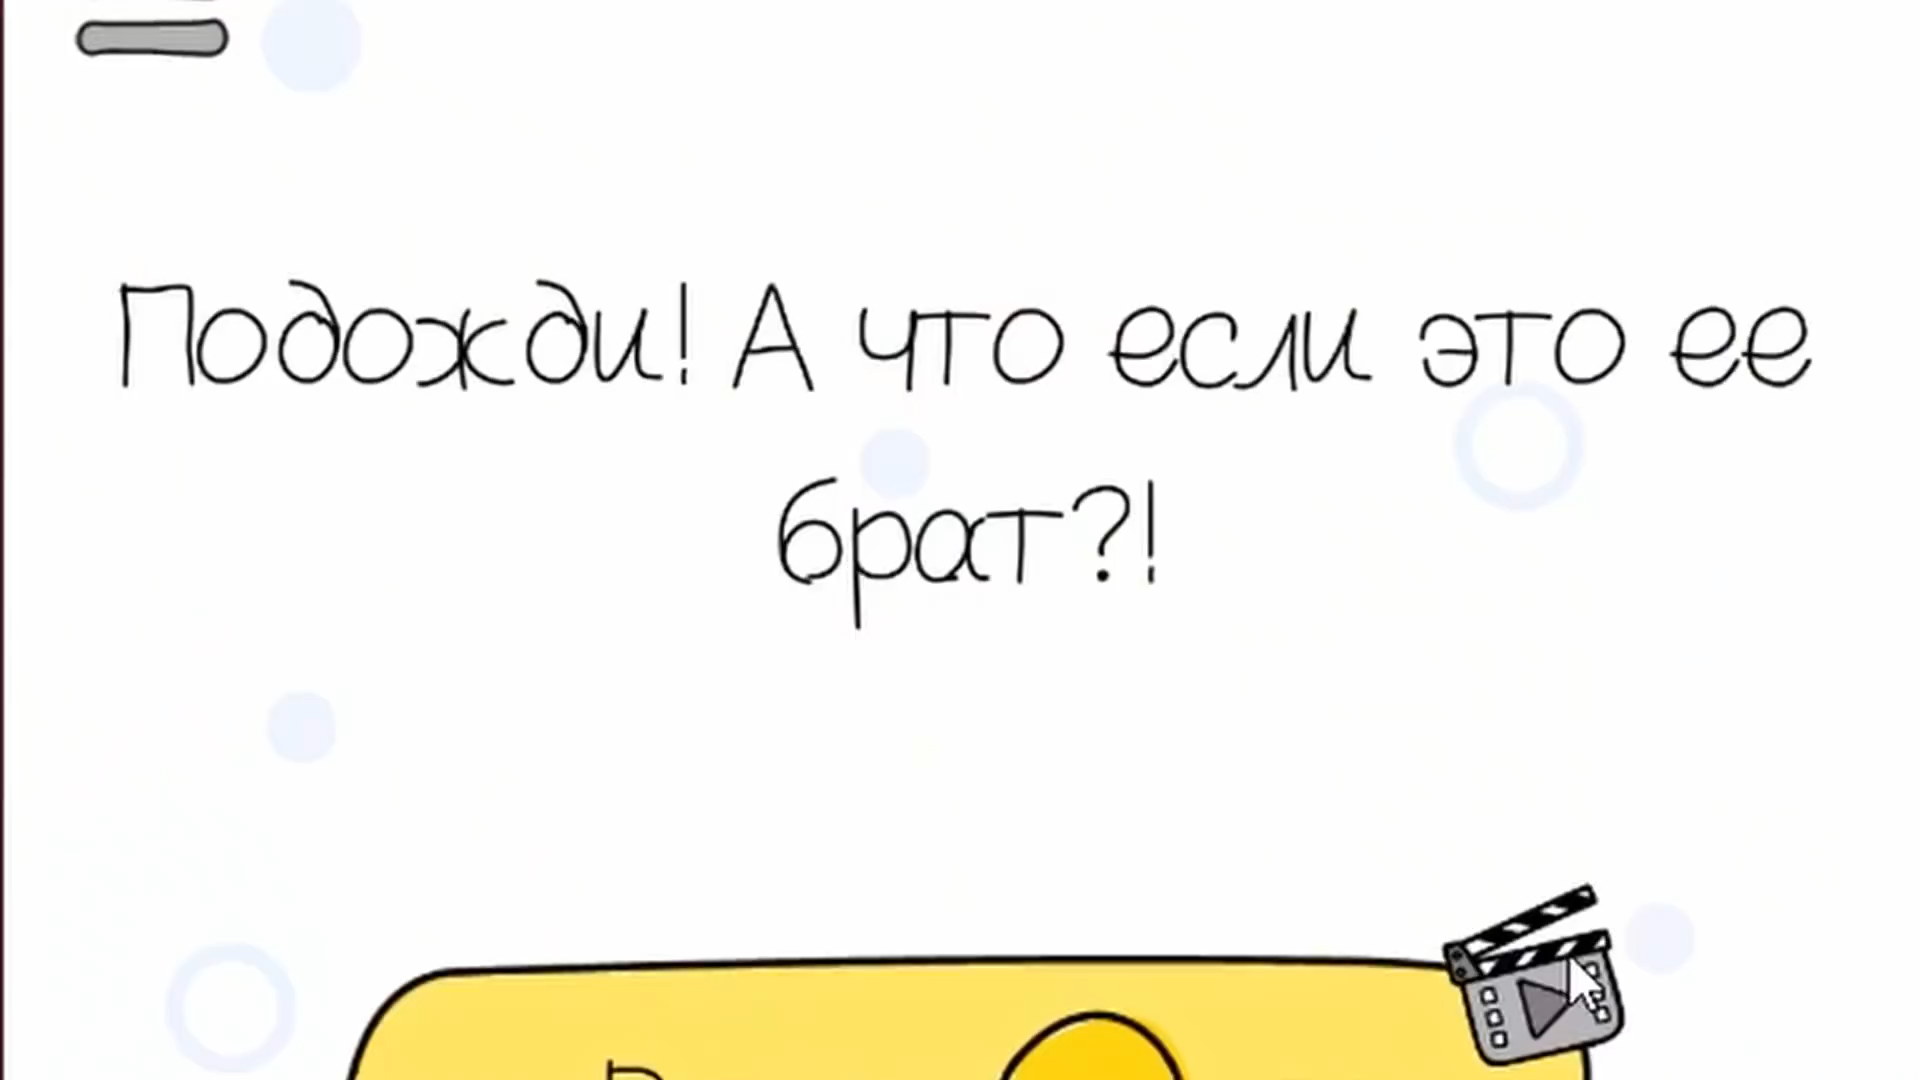 Подожди! А что если это ее
брат?!